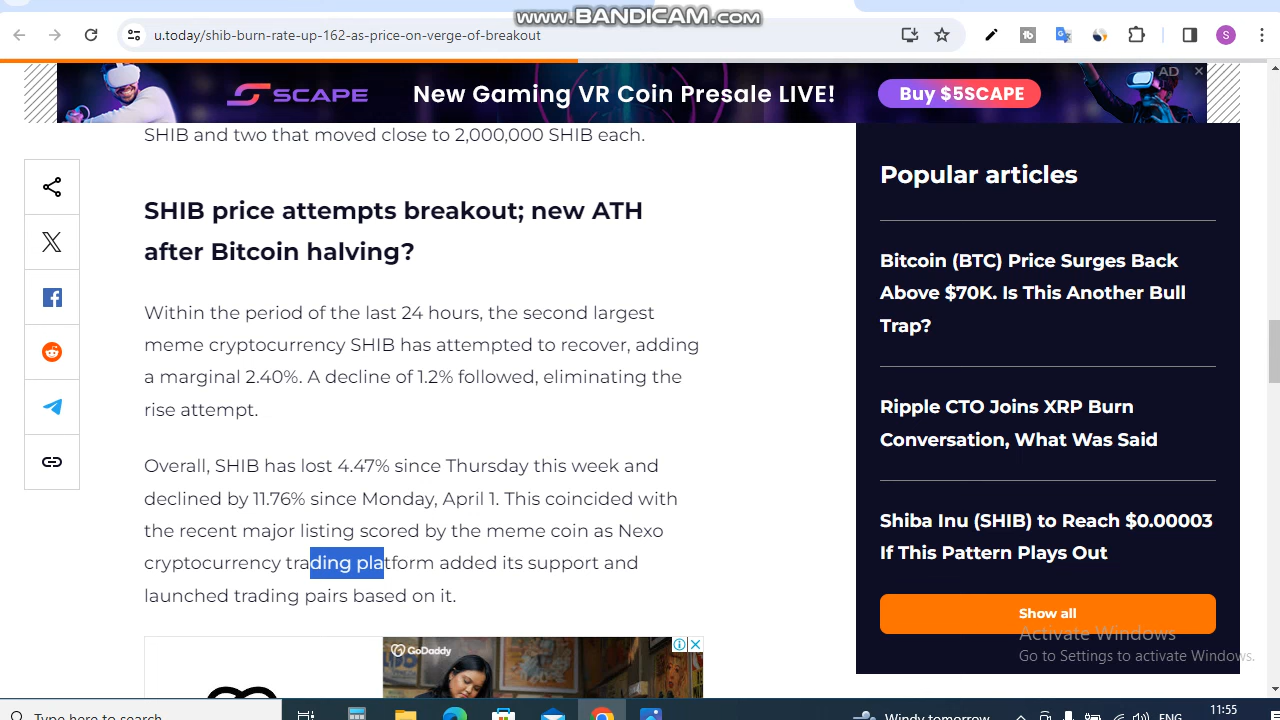 www.BANDICAM.com
u.today/shib-burn-rate-up-162-as-price-on-verge-of-breakout
S
AD
SCAPE
New Gaming VR Coin Presale LIVE!
Buy $5SCAPE
SHIB and two that moved close to 2,000,000 SHIB each.
SHIB price attempts breakout; new ATH
after Bitcoin halving?
Within the period of the last 24 hours, the second largest
meme cryptocurrency SHIB has attempted to recover, adding
a marginal 2.40%. A decline of 1.2% followed, eliminating the
rise attempt.
Overall, SHIB has lost 4.47% since Thursday this week and
declined by 11.76% since Monday, April 1. This coincided with
the recent major listing scored by the meme coin as Nexo
cryptocurrency trading platform added its support and
launched trading pairs based on it.
GoDaddy
Popular articles
Bitcoin (BTC) Price Surges Back
Above $70K. Is This Another Bull
Trap?
Ripple CTO Joins XRP Burn
Conversation, What Was Said
Shiba Inu (SHIB) to Reach $0.00003
If This Pattern Plays Out
Show all
Activate Windows
Go to Settings to activate Windows.
Type here to search
Windy tomorrow
ENG
11:55